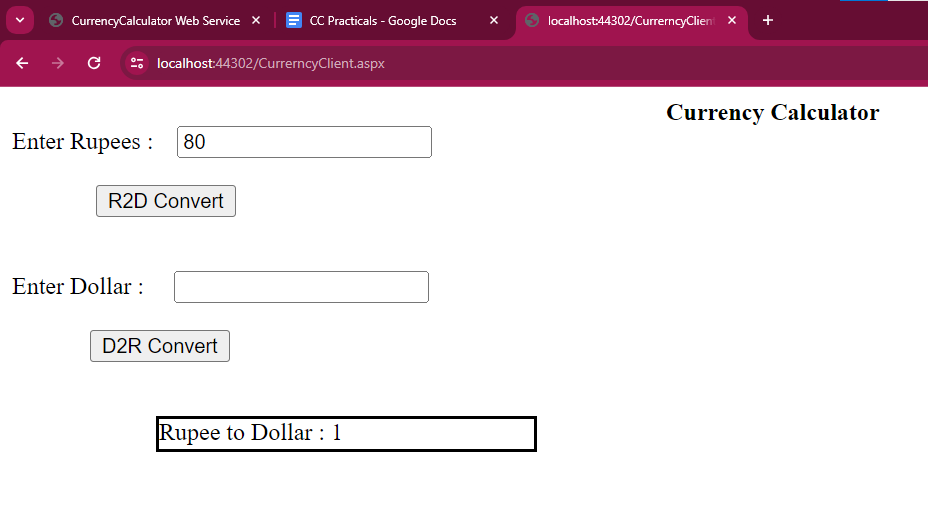 CurrencyCalculator Web Service
CC Practicals - Google Docs
localhost:44302/CurrerncyClien
localhost:44302/CurrerncyClient.aspx
Currency Calculator
Enter Rupees : 80
R2D Convert
Enter Dollar :
D2R Convert
Rupee to Dollar : 1